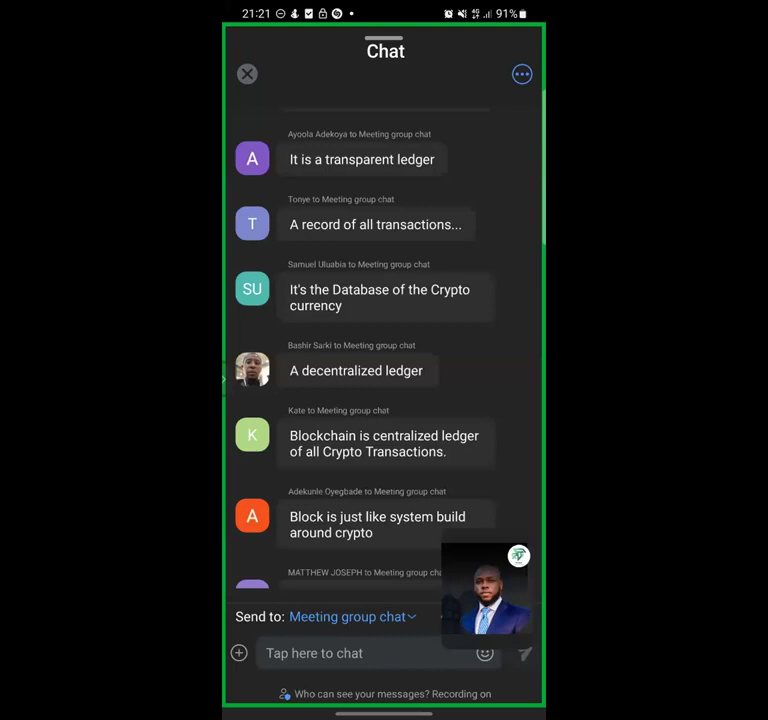 21:21
91%
Chat
Ayoola Adekoya to Meeting group chat
A
It is a transparent ledger
Tonye to Meeting group chat
T
A record of all transactions...
Samuel Uluabia to Meeting group chat
SU
It's the Database of the Crypto
currency
Bashir Sarki to Meeting group chat
A decentralized ledger
Kate to Meeting group chat
K
Blockchain is centralized ledger
of all Crypto Transactions.
Adekunle Oyegbade to Meeting group chat
A
Block is just like system build
around crypto
MATTHEW JOSEPH to Meeting group cha
Send to: Meeting group chat
Tap here to chat
Who can see your messages? Recording on